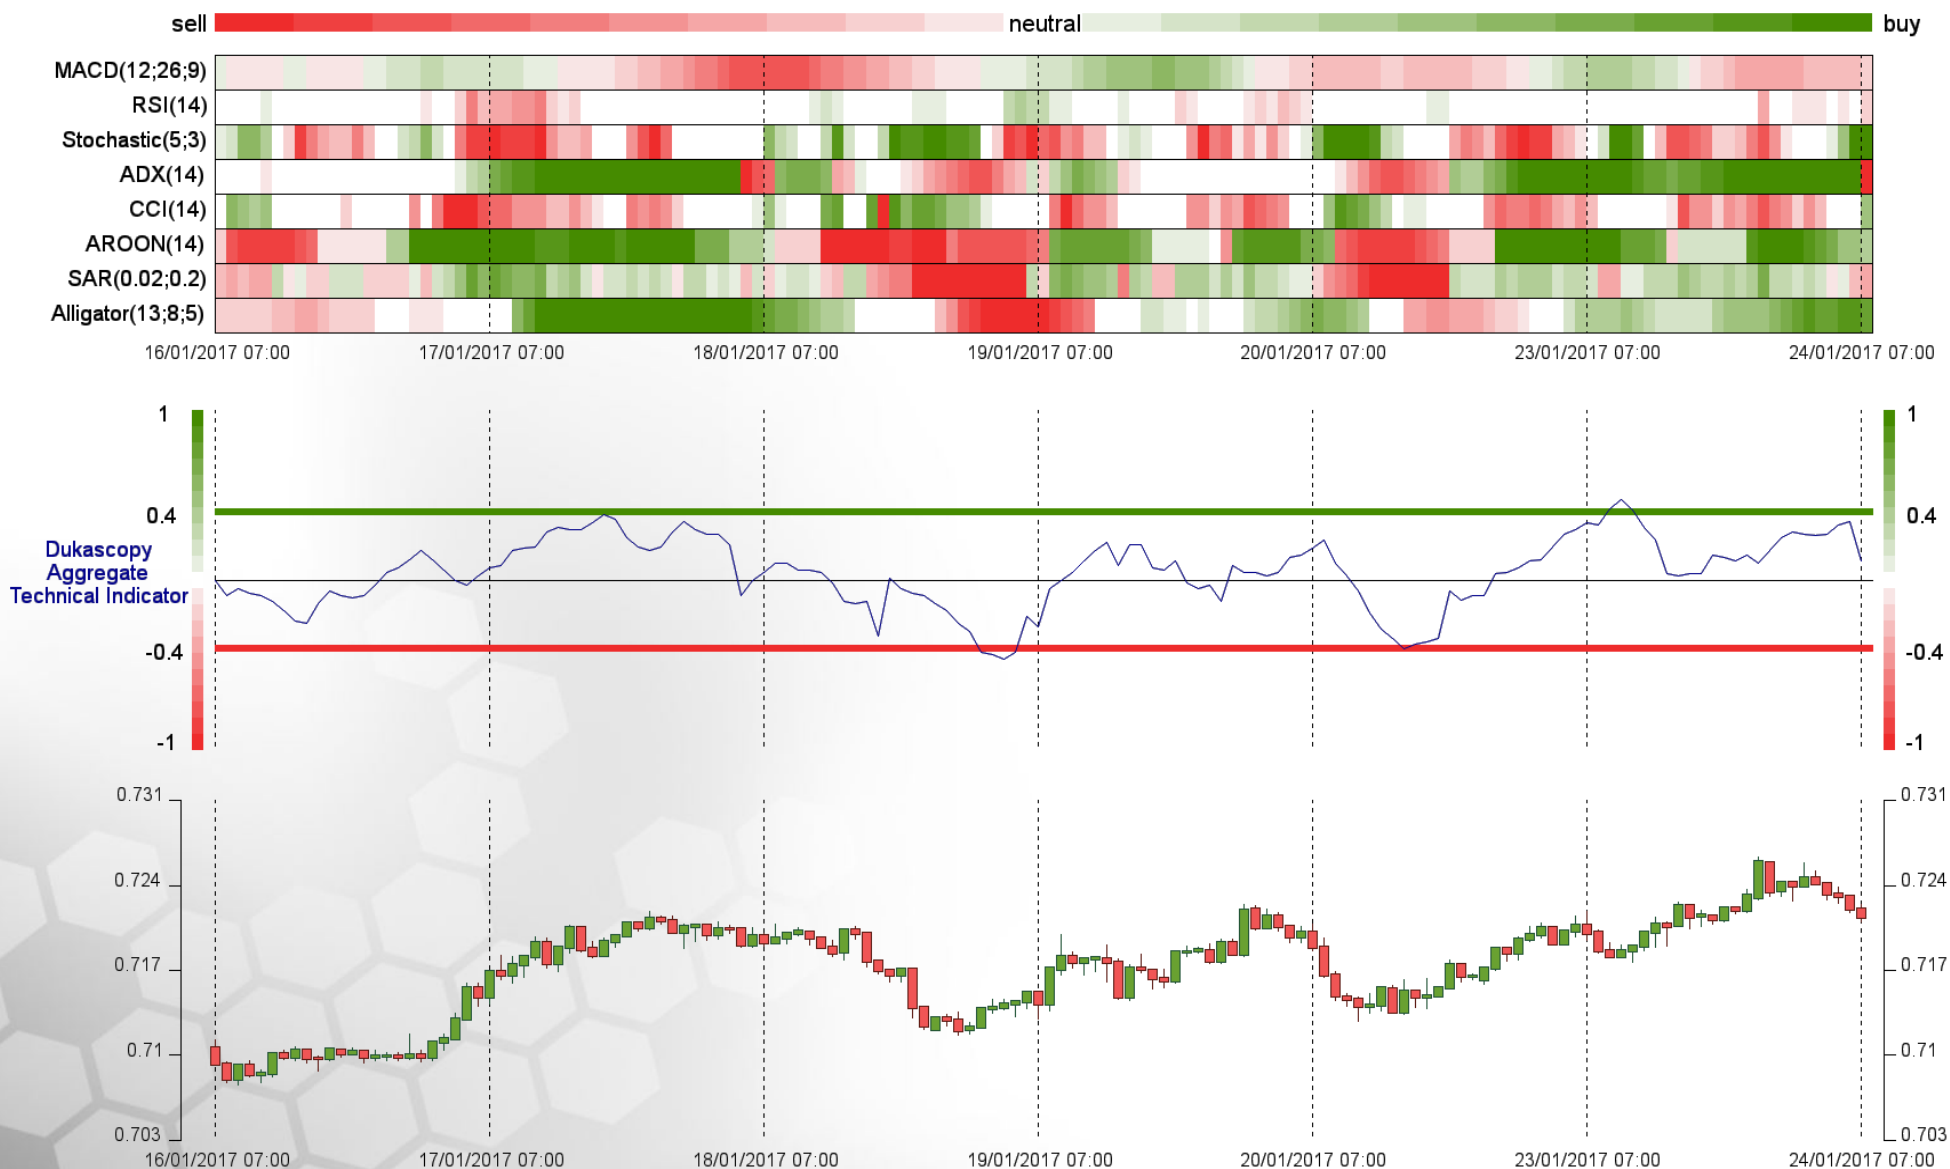 sell neutral buy
MACD(12;26;9)
RSI(14)
Stochastic(5;3)
ADX(14)
CCI(14)
AROON(14)
SAR(0.02;0.2)
Alligator(13;8;5)
16/01/2017 07:00 17/01/2017 07:00 18/01/2017 07:00 19/01/2017 07:00 20/01/2017 07:00 23/01/2017 07:00 24/01/2017 07:00
1 1
0.4 0.4
Dukascopy
Aggregate
Technical Indicator
-0.4 -0.4
-1 -1
0.731 0.731
0.724 0.724
0.717 0.717
0.71 0.71
0.703 0.703
16/01/2017 07:00 17/01/2017 07:00 18/01/2017 07:00 19/01/2017 07:00 20/01/2017 07:00 23/01/2017 07:00 24/01/2017 07:00